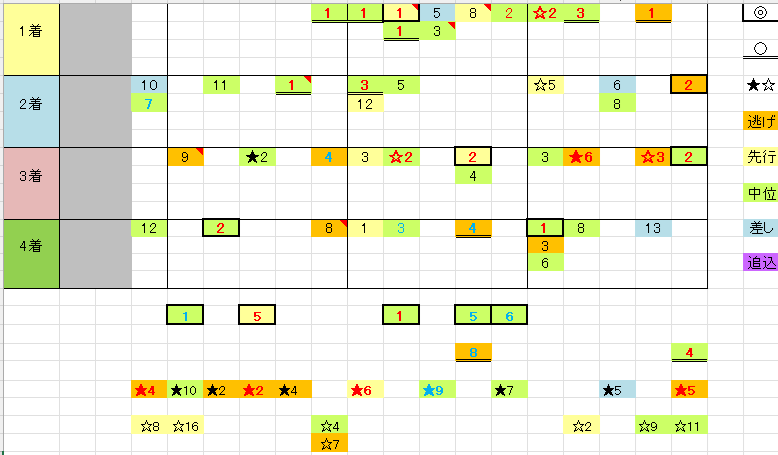 1 1 1 5 8 2 ☆2 3 1 ◎
1着 1 3
○
10 11 1 3 5 ☆5 6 2 ★☆
2着 7 12 8
逃げ
9 ★2 4 3 ☆2 2 3 ★6 ☆3 2 先行
3着 4
中位
12 2 8 1 3 4 1 8 13 差し
4着 3
6 追込
1 5 1 5 6
8 4
★4 ★10 ★2 ★2 ★4 ★6 ★9 ★7 ★5 ★5
☆8 ☆16 ☆4 ☆2 ☆9 ☆11
☆7